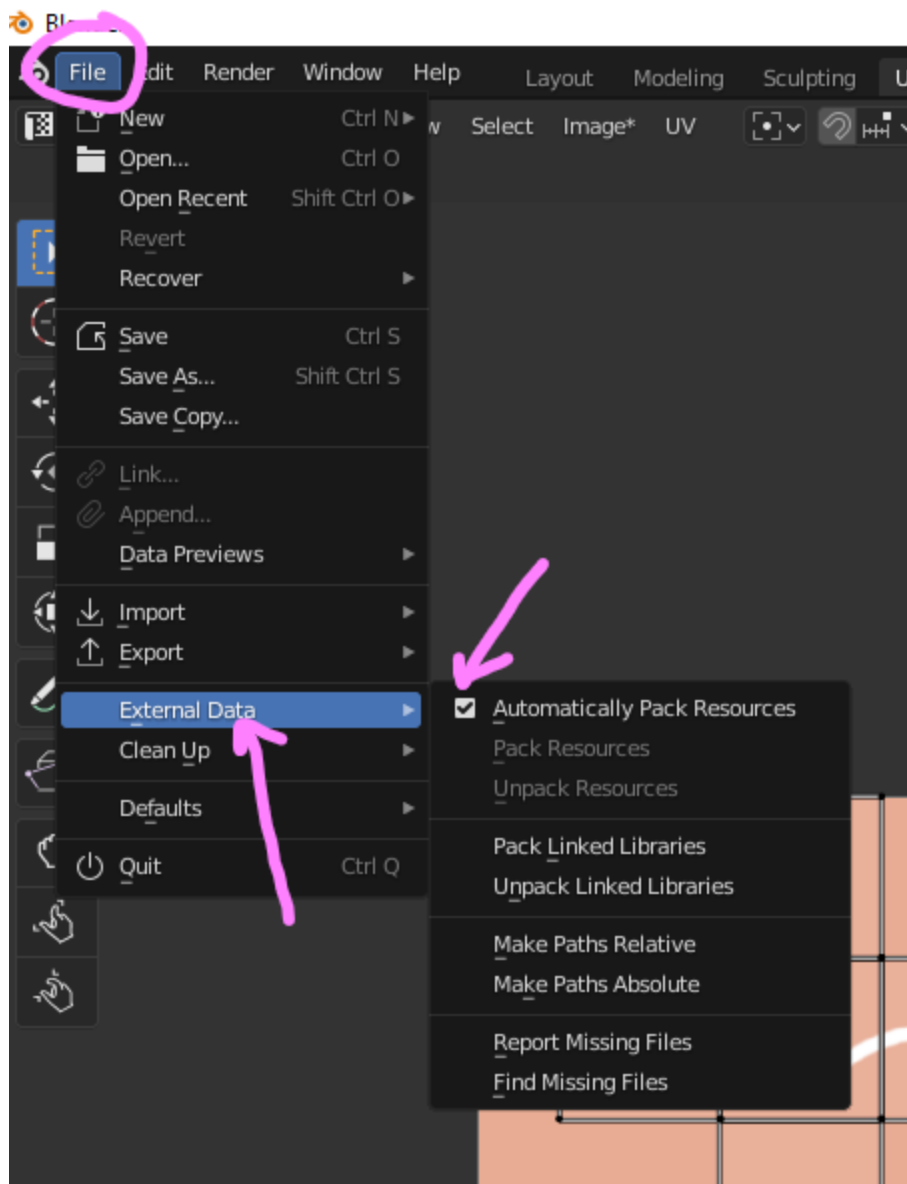 File
Render Window Help Layout Modeling Sculpting
Select Image* UV
New Ctrl N
Open... Ctrl O
Open Recent Shift Ctrl O
Revert
Recover
Save Ctrl S
Save As... Shift Ctrl S
Save Copy...
Link...
Append...
Data Previews
Import
Export
External Data
Clean Up
Defaults
Quit Ctrl Q
Automatically Pack Resources
Pack Resources
Unpack Resources
Pack Linked Libraries
Unpack Linked Libraries
Make Paths Relative
Make Paths Absolute
Report Missing Files
Find Missing Files